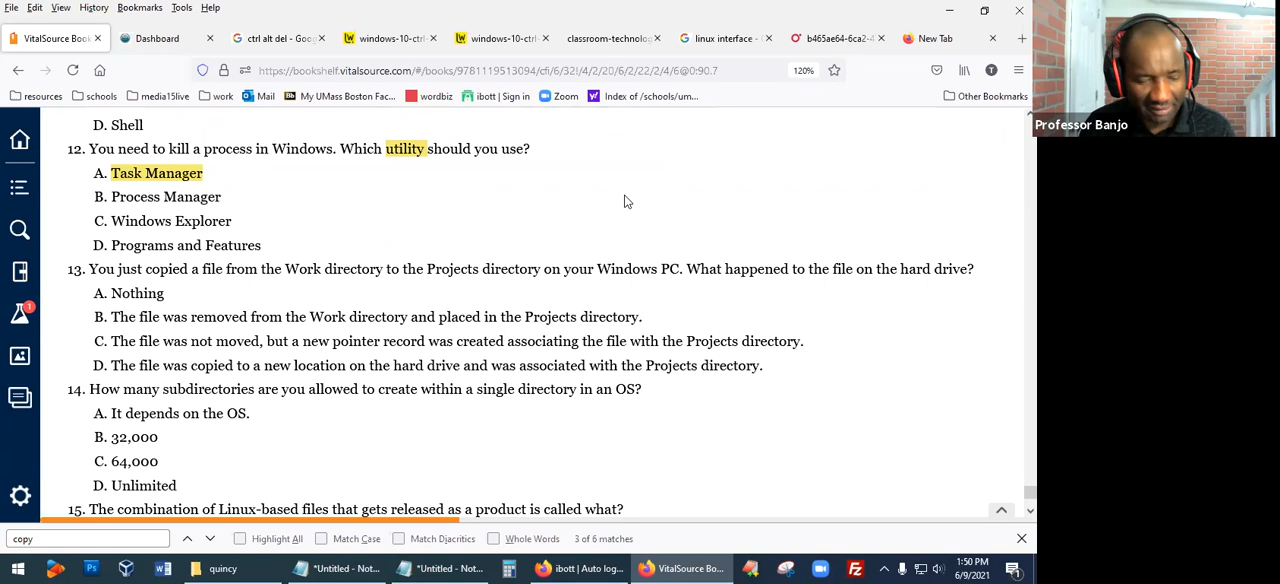 File Edit View History Bookmarks Tools Help
VitalSource Boo Dashboard ctrl alt del - Goo windows-10-ctrl- windows-10-ctrl- classroom-technolog linux interface - G b465ae64-6ca2-4 New Tab
https://bookshelf.vitalsource.com/#/books/9781119513094/cfi/6/32!/4/2/20/6/2/22/2/4/6@0:90.7 120%
resources schools media15live work Mail My UMass Boston Fac... wordbiz ibott | Sign in Zoom Index of /schools/um... Other Bookmarks
Professor Banjo
D. Shell
12. You need to kill a process in Windows. Which utility should you use?
A. Task Manager
B. Process Manager
C. Windows Explorer
D. Programs and Features
13. You just copied a file from the Work directory to the Projects directory on your Windows PC. What happened to the file on the hard drive?
A. Nothing
B. The file was removed from the Work directory and placed in the Projects directory.
C. The file was not moved, but a new pointer record was created associating the file with the Projects directory.
D. The file was copied to a new location on the hard drive and was associated with the Projects directory.
14. How many subdirectories are you allowed to create within a single directory in an OS?
A. It depends on the OS.
B. 32,000
C. 64,000
D. Unlimited
15. The combination of Linux-based files that gets released as a product is called what?
copy Highlight All Match Case Match Diacritics Whole Words 3 of 6 matches
quincy *Untitled - Not... *Untitled - Not... ibott | Auto log... VitalSource Bo... 1:50 PM
6/9/2021